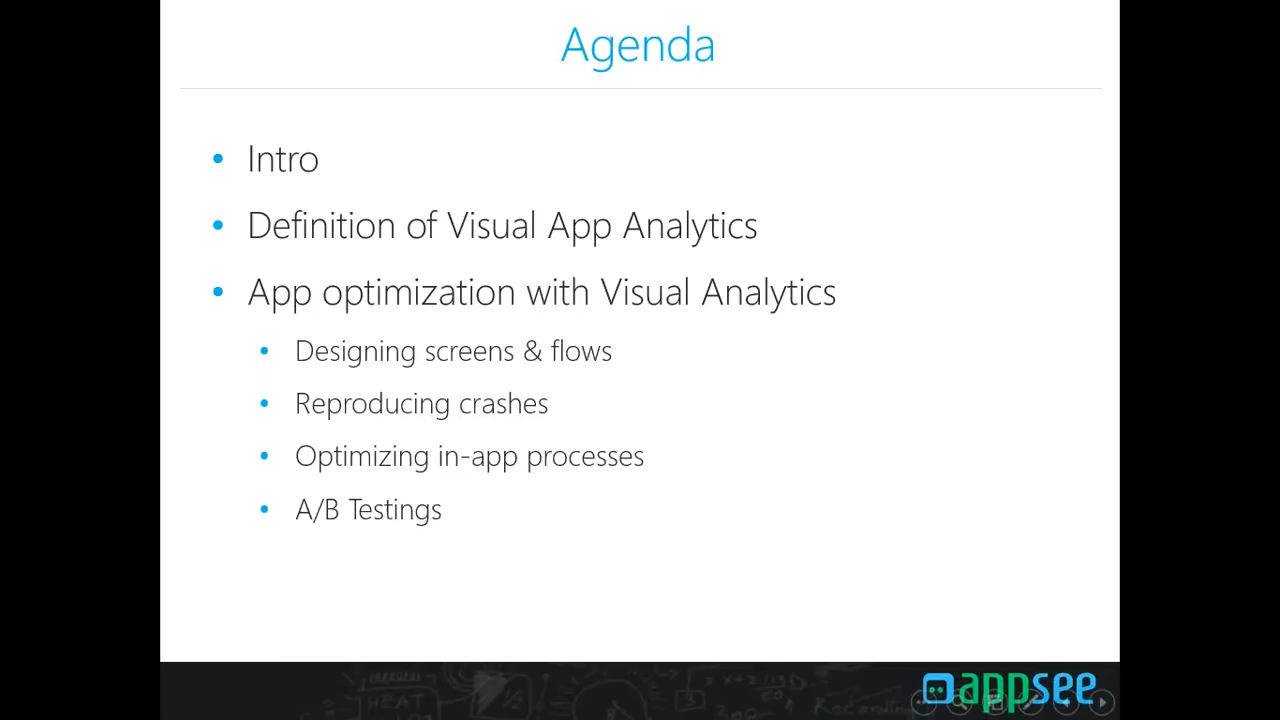 Agenda
• Intro
• Definition of Visual App Analytics
• App optimization with Visual Analytics
• Designing screens & flows
• Reproducing crashes
• Optimizing in-app processes
• A/B Testings
HEAT
appsee